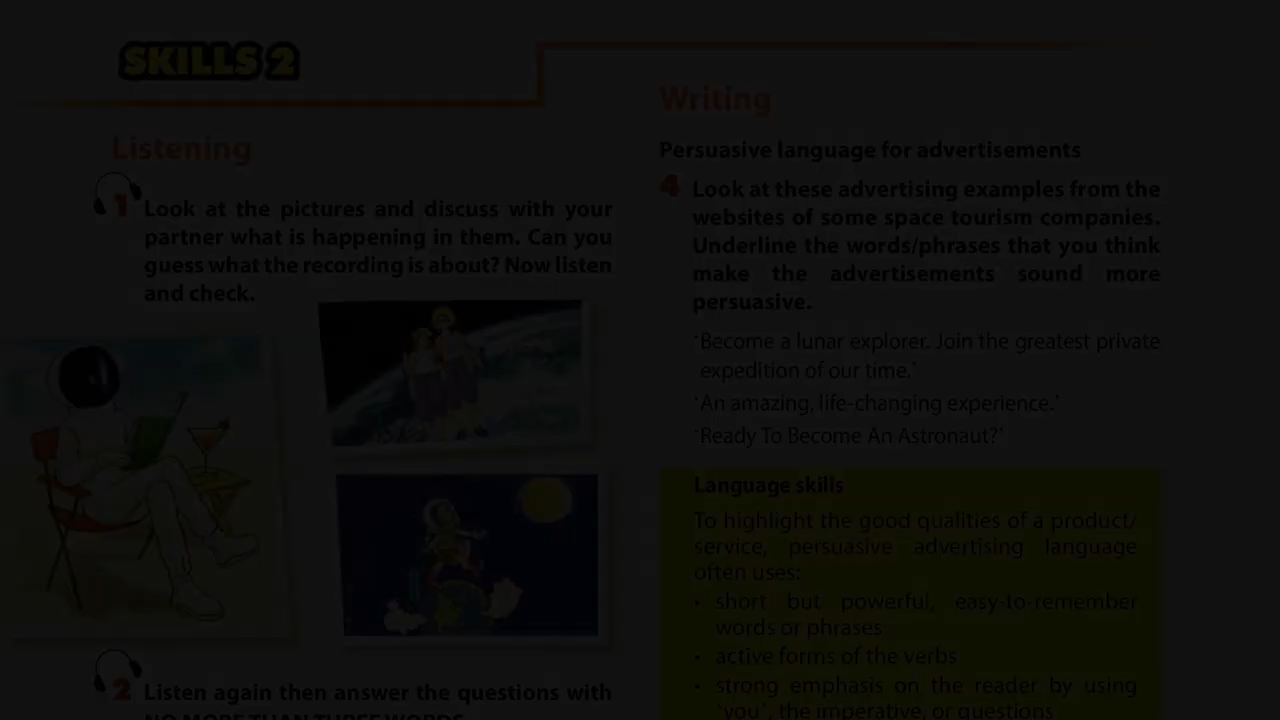 SKILLS 2
Listening
1 Look at the pictures and discuss with your
partner what is happening in them. Can you
guess what the recording is about? Now listen
and check.
2 Listen again then answer the questions with
NO MORE THAN THREE WORDS.
Writing
Persuasive language for advertisements
4 Look at these advertising examples from the
websites of some space tourism companies.
Underline the words/phrases that you think
make the advertisements sound more
persuasive.
'Become a lunar explorer. Join the greatest private
expedition of our time.'
'An amazing, life-changing experience.'
'Ready To Become An Astronaut?'
Language skills
To highlight the good qualities of a product/
service, persuasive advertising language
often uses:
• short but powerful, easy-to-remember
words or phrases
• active forms of the verbs
• strong emphasis on the reader by using
'you', the imperative, or questions